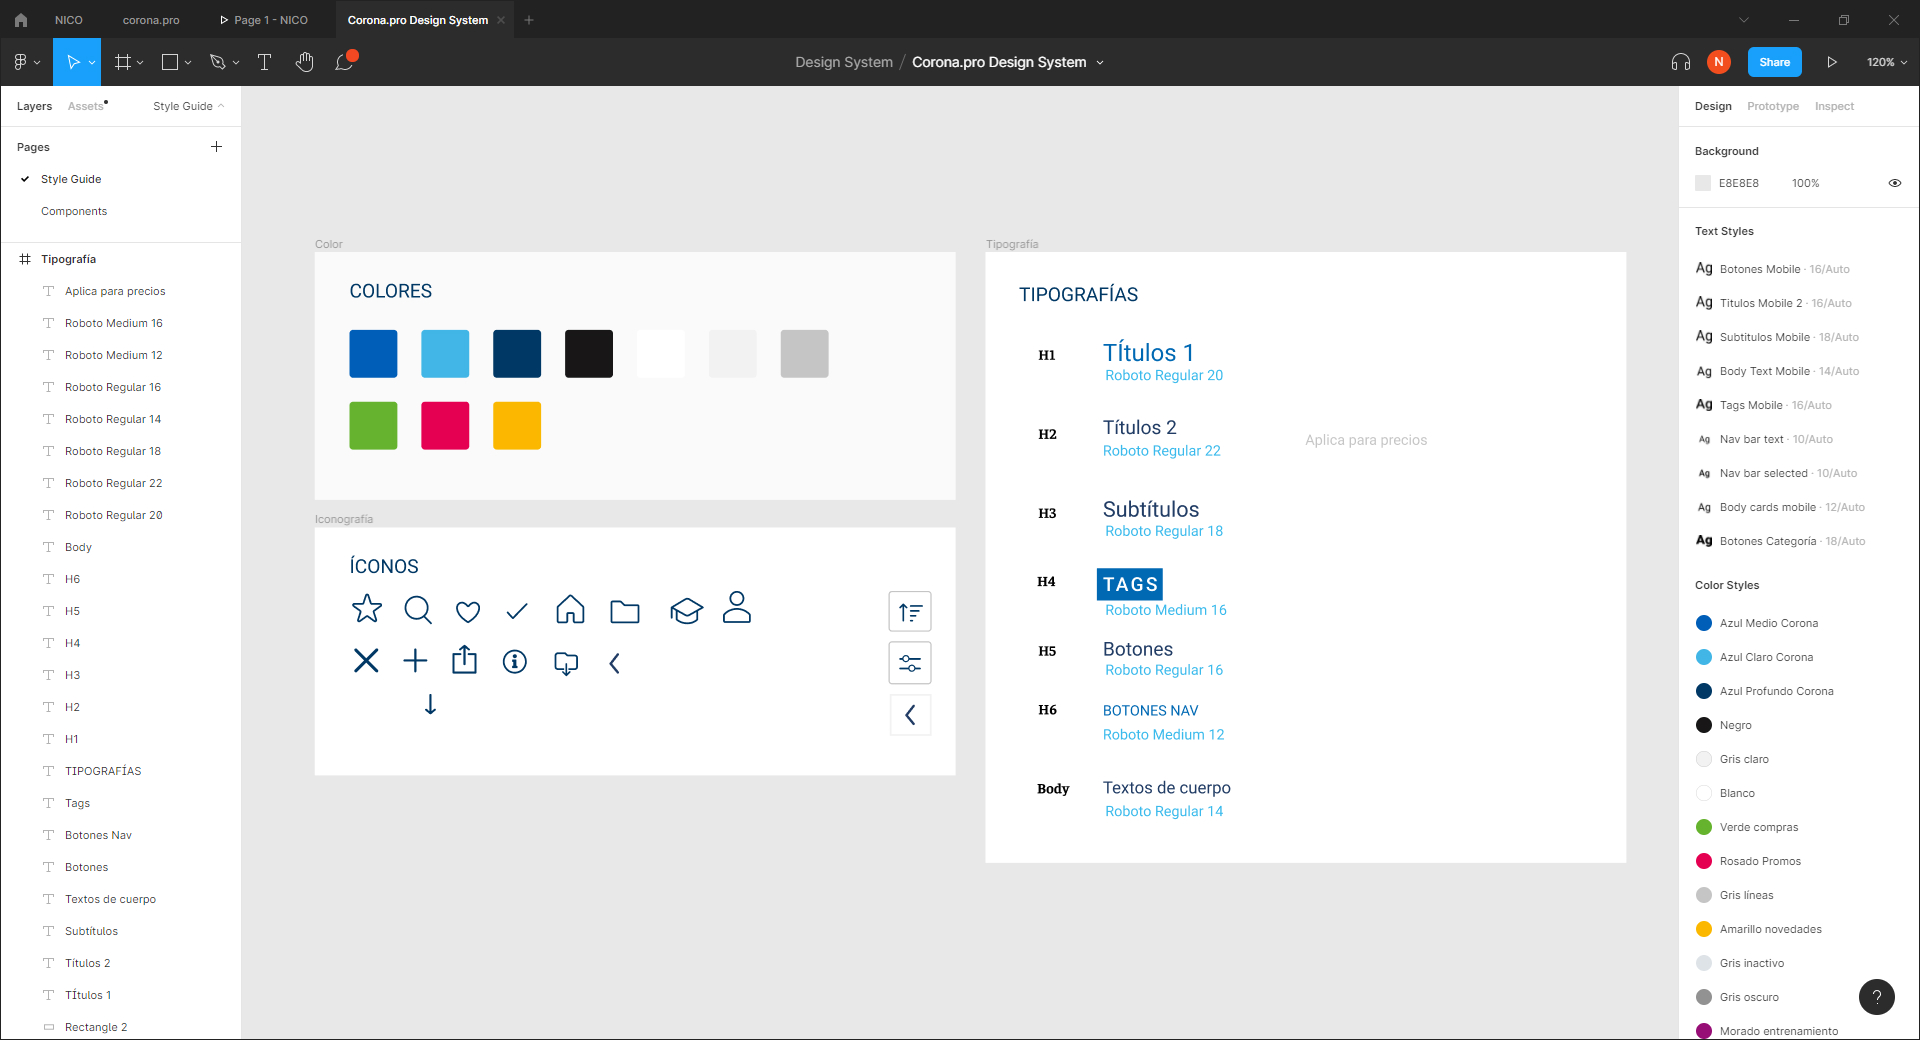 NICO
corona.pro
Page 1 - NICO
Corona.pro Design System
Design System / Corona.pro Design System
N
Share
120%
Layers
Assets
Style Guide
Pages
Style Guide
Components
Tipografía
Aplica para precios
Roboto Medium 16
Roboto Medium 12
Roboto Regular 16
Roboto Regular 14
Roboto Regular 18
Roboto Regular 22
Roboto Regular 20
Body
H6
H5
H4
H3
H2
H1
TIPOGRAFÍAS
Tags
Botones Nav
Botones
Textos de cuerpo
Subtítulos
Títulos 2
TÍtulos 1
Rectangle 2
Color
COLORES
Iconografía
ÍCONOS
Tipografía
TIPOGRAFÍAS
H1
TÍtulos 1
Roboto Regular 20
H2
Títulos 2
Roboto Regular 22
Aplica para precios
H3
Subtítulos
Roboto Regular 18
H4
TAGS
Roboto Medium 16
H5
Botones
Roboto Regular 16
H6
BOTONES NAV
Roboto Medium 12
Body
Textos de cuerpo
Roboto Regular 14
Design
Prototype
Inspect
Background
E8E8E8
100%
Text Styles
Ag Botones Mobile · 16/Auto
Ag Títulos Mobile 2 · 16/Auto
Ag Subtitulos Mobile · 18/Auto
Ag Body Text Mobile · 14/Auto
Ag Tags Mobile · 16/Auto
Ag Nav bar text · 10/Auto
Ag Nav bar selected · 10/Auto
Ag Body cards mobile · 12/Auto
Ag Botones Categoría · 18/Auto
Color Styles
Azul Medio Corona
Azul Claro Corona
Azul Profundo Corona
Negro
Gris claro
Blanco
Verde compras
Rosado Promos
Gris líneas
Amarillo novedades
Gris inactivo
Gris oscuro
Morado entrenamiento
?